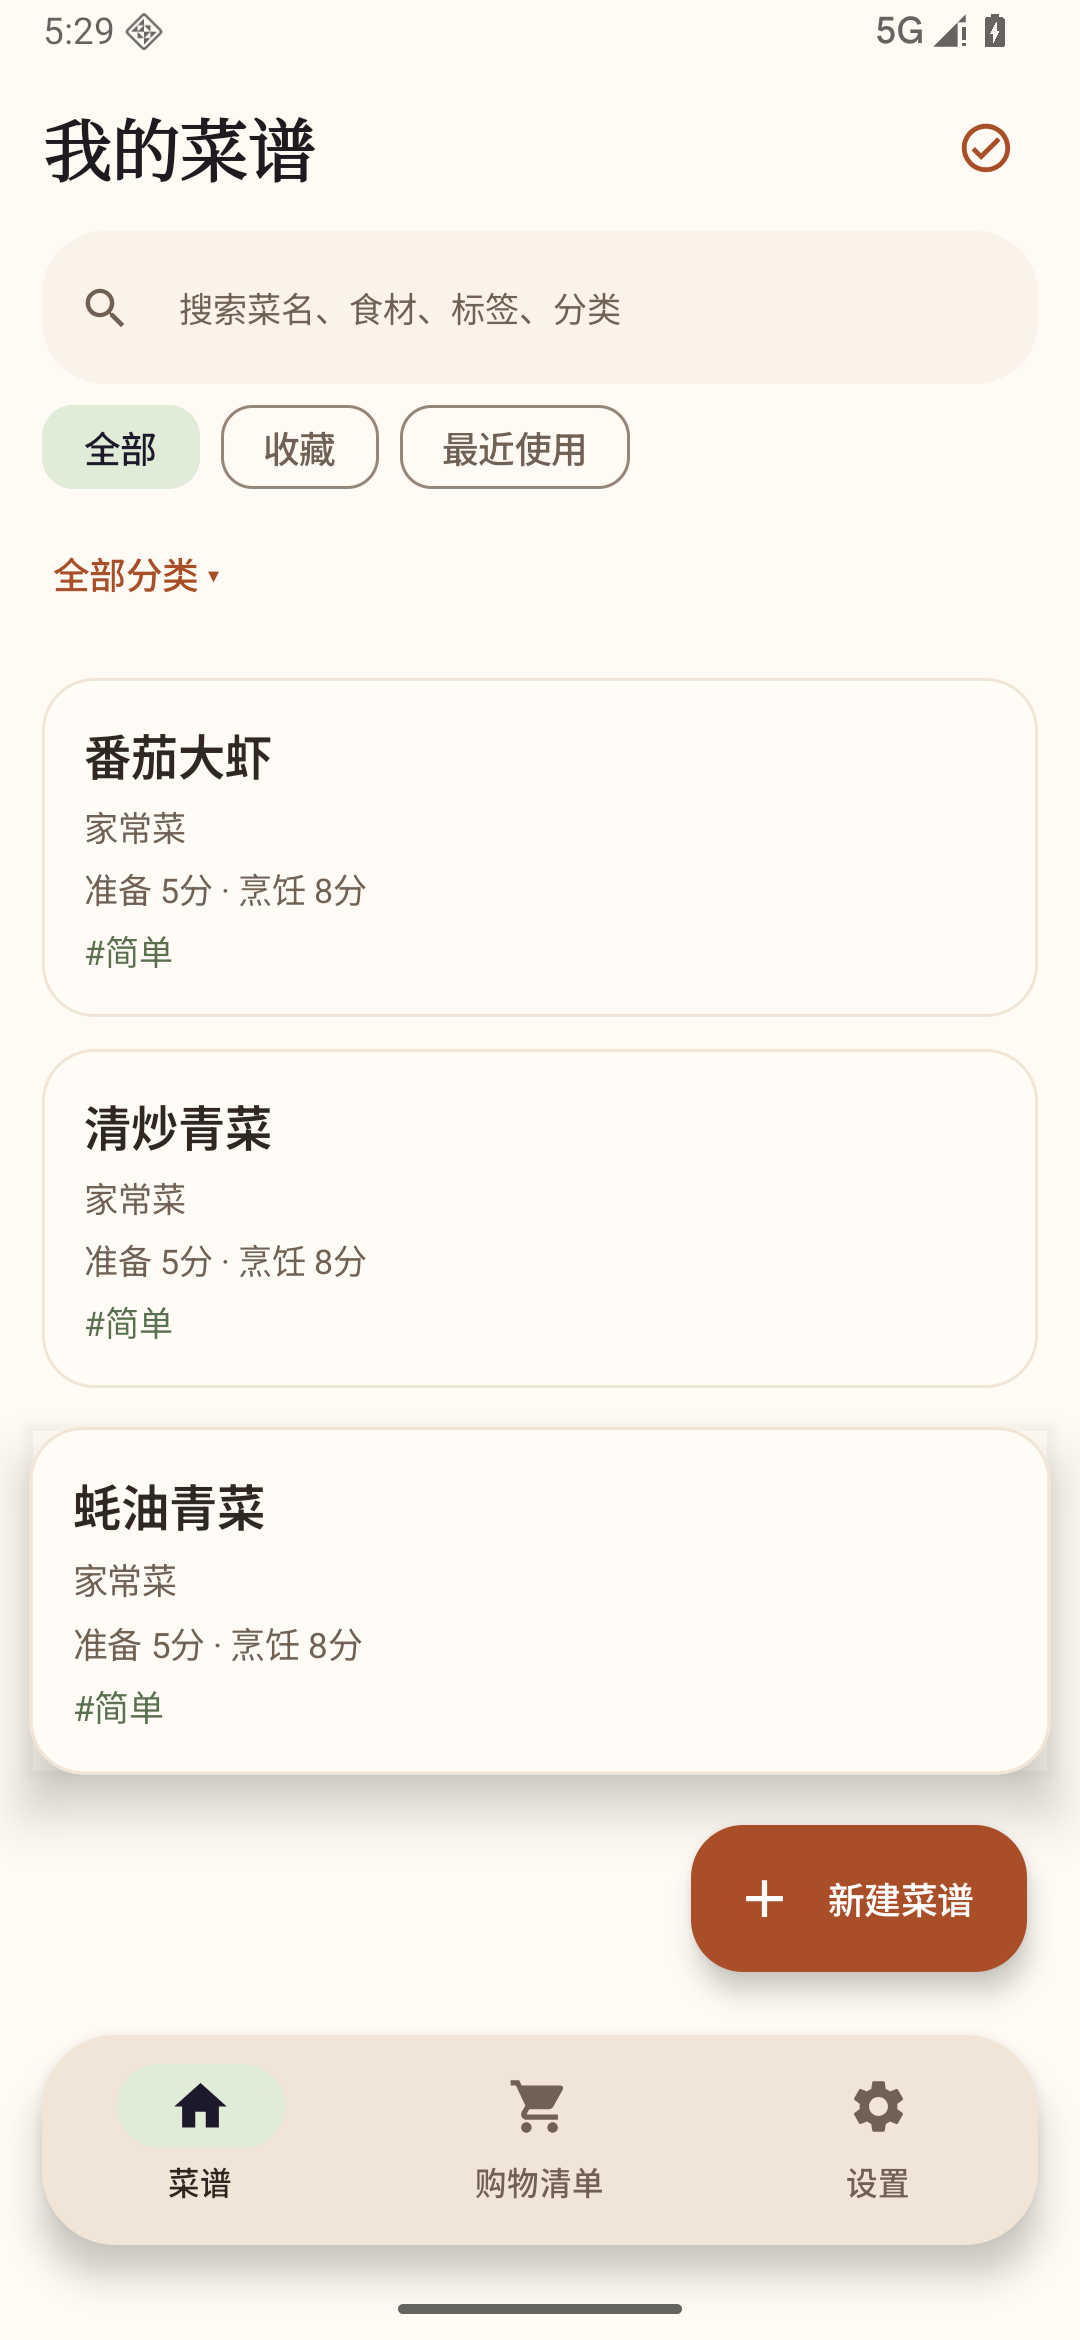 5:29
5G
我的菜谱
搜索菜名、食材、标签、分类
全部
收藏
最近使用
全部分类 ▾
番茄大虾
家常菜
准备 5分 · 烹饪 8分
#简单
清炒青菜
家常菜
准备 5分 · 烹饪 8分
#简单
蚝油青菜
家常菜
准备 5分 · 烹饪 8分
#简单
新建菜谱
菜谱
购物清单
设置